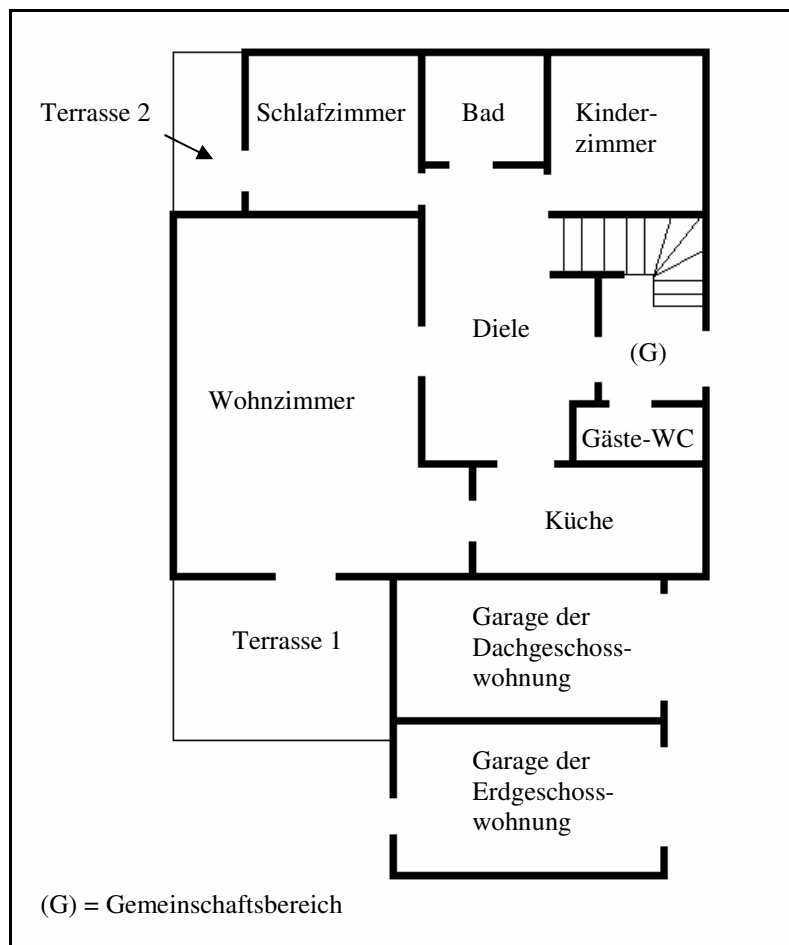 Terrasse 2
Schlafzimmer
Bad
Kinder-
zimmer
Diele
(G)
Wohnzimmer
Gäste-WC
Küche
Terrasse 1
Garage der
Dachgeschoss-
wohnung
Garage der
Erdgeschoss-
wohnung
(G) = Gemeinschaftsbereich